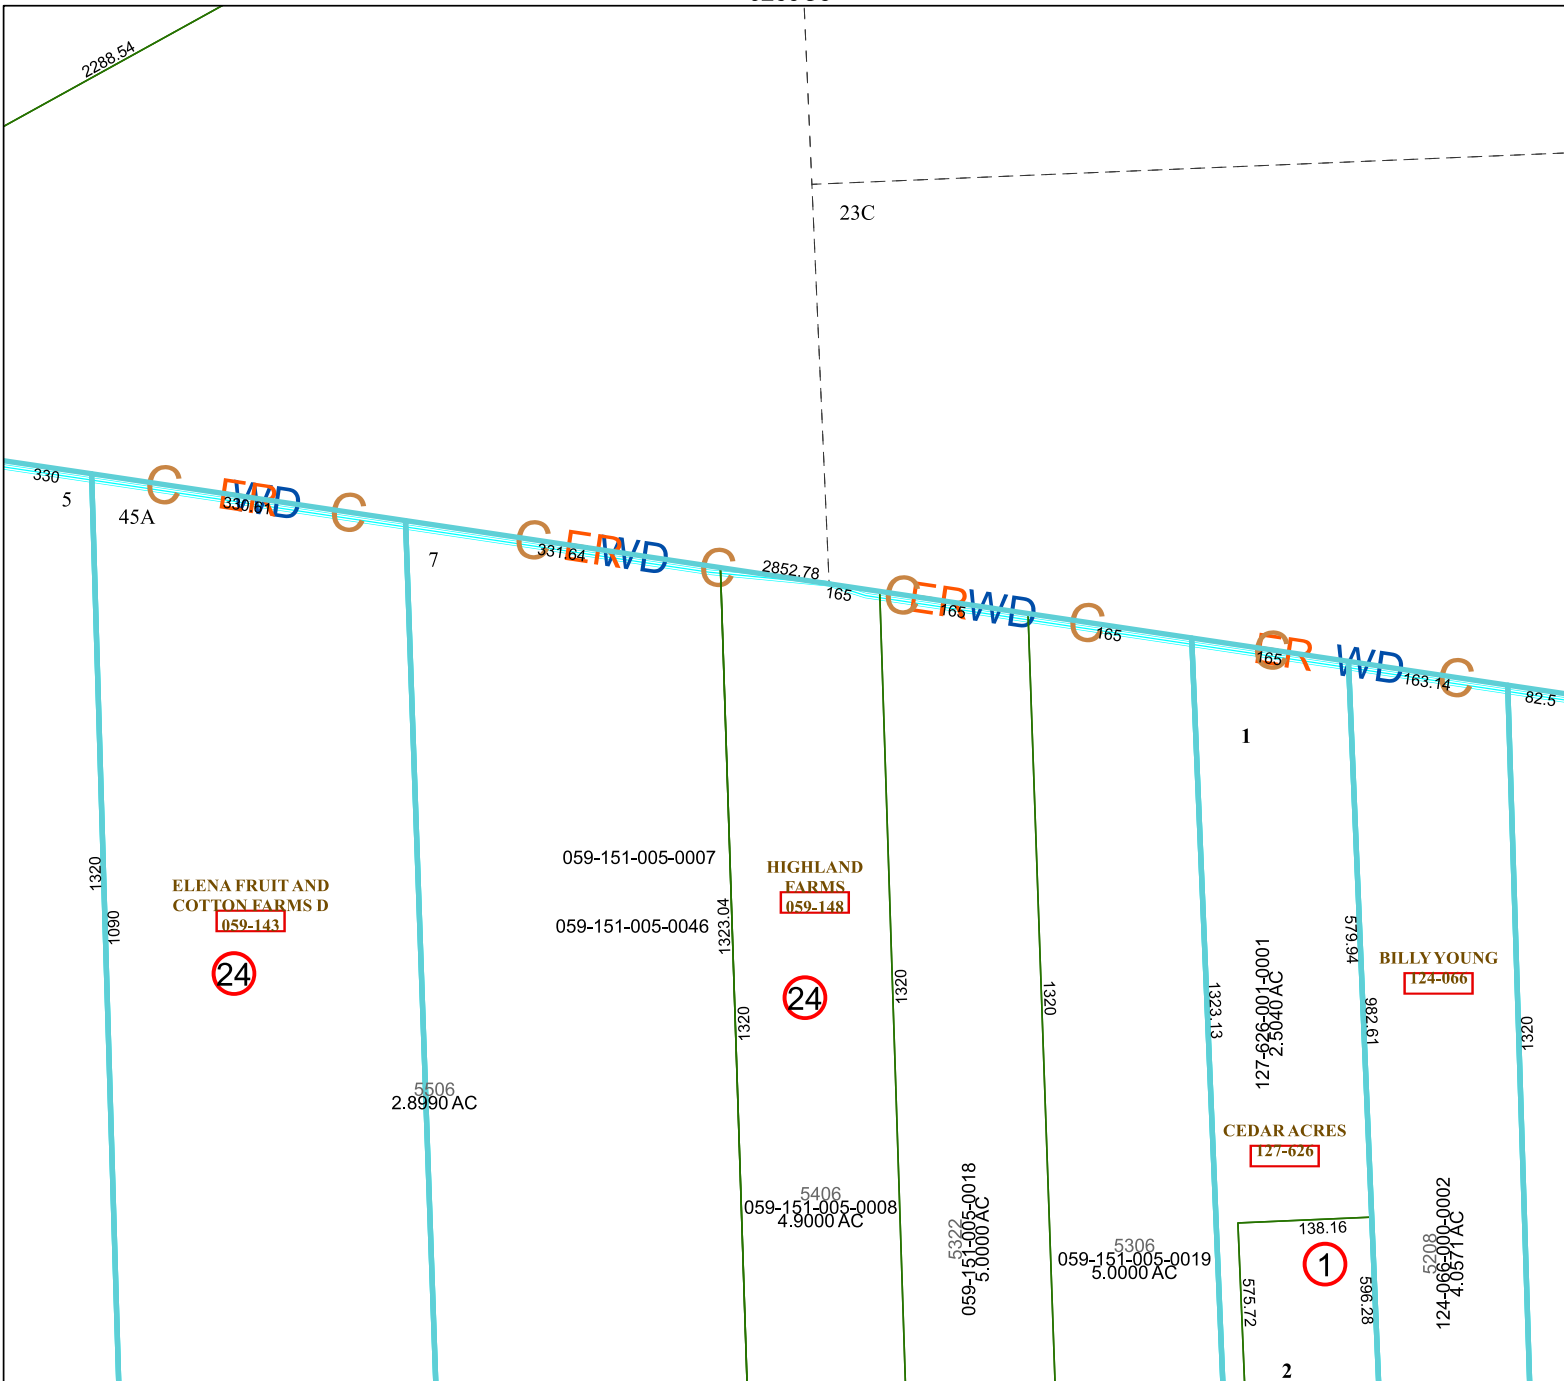 2288.54
23C
330
5
45A
C
ER
WD
330.61
C
7
C
331.64
ER
WD
C
2852.78
165
C
ER
165
WD
C
165
ER
C
165
WD
163.14
C
82.5
1
1320
1090
ELENA FRUIT AND
COTTON FARMS D
059-143
24
059-151-005-0007
059-151-005-0046
1323.04
1320
HIGHLAND
FARMS
059-148
24
1320
1320
1323.13
127-626-001-0001
2.5040 AC
579.94
982.61
BILLY YOUNG
124-066
1320
5506
2.8990 AC
5406
059-151-005-0008
4.9000 AC
5322
059-151-005-0018
5.0000 AC
5306
059-151-005-0019
5.0000 AC
CEDAR ACRES
127-626
138.16
1
575.72
596.28
2
5208
124-066-000-0002
4.0571 AC